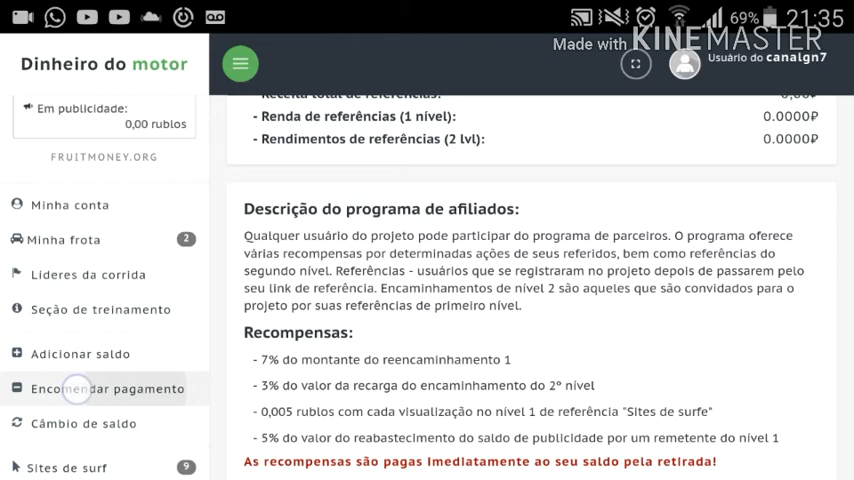 69% 21:35
Made with KINEMASTER
Dinheiro do motor
Usuário do canalgn7
Em publicidade:
0,00 rublos
FRUITMONEY.ORG
Minha conta
Minha frota 2
Líderes da corrida
Seção de treinamento
Adicionar saldo
Encomendar pagamento
Câmbio de saldo
Sites de surf 9
Receita total de referências: 0,00₽
- Renda de referências (1 nível): 0.0000₽
- Rendimentos de referências (2 lvl): 0.0000₽
Descrição do programa de afiliados:
Qualquer usuário do projeto pode participar do programa de parceiros. O programa oferece
várias recompensas por determinadas ações de seus referidos, bem como referências do
segundo nível. Referências - usuários que se registraram no projeto depois de passarem pelo
seu link de referência. Encaminhamentos de nível 2 são aqueles que são convidados para o
projeto por suas referências de primeiro nível.
Recompensas:
- 7% do montante do reencaminhamento 1
- 3% do valor da recarga do encaminhamento do 2º nível
- 0,005 rublos com cada visualização no nível 1 de referência "Sites de surfe"
- 5% do valor do reabastecimento do saldo de publicidade por um remetente do nível 1
As recompensas são pagas imediatamente ao seu saldo pela retirada!